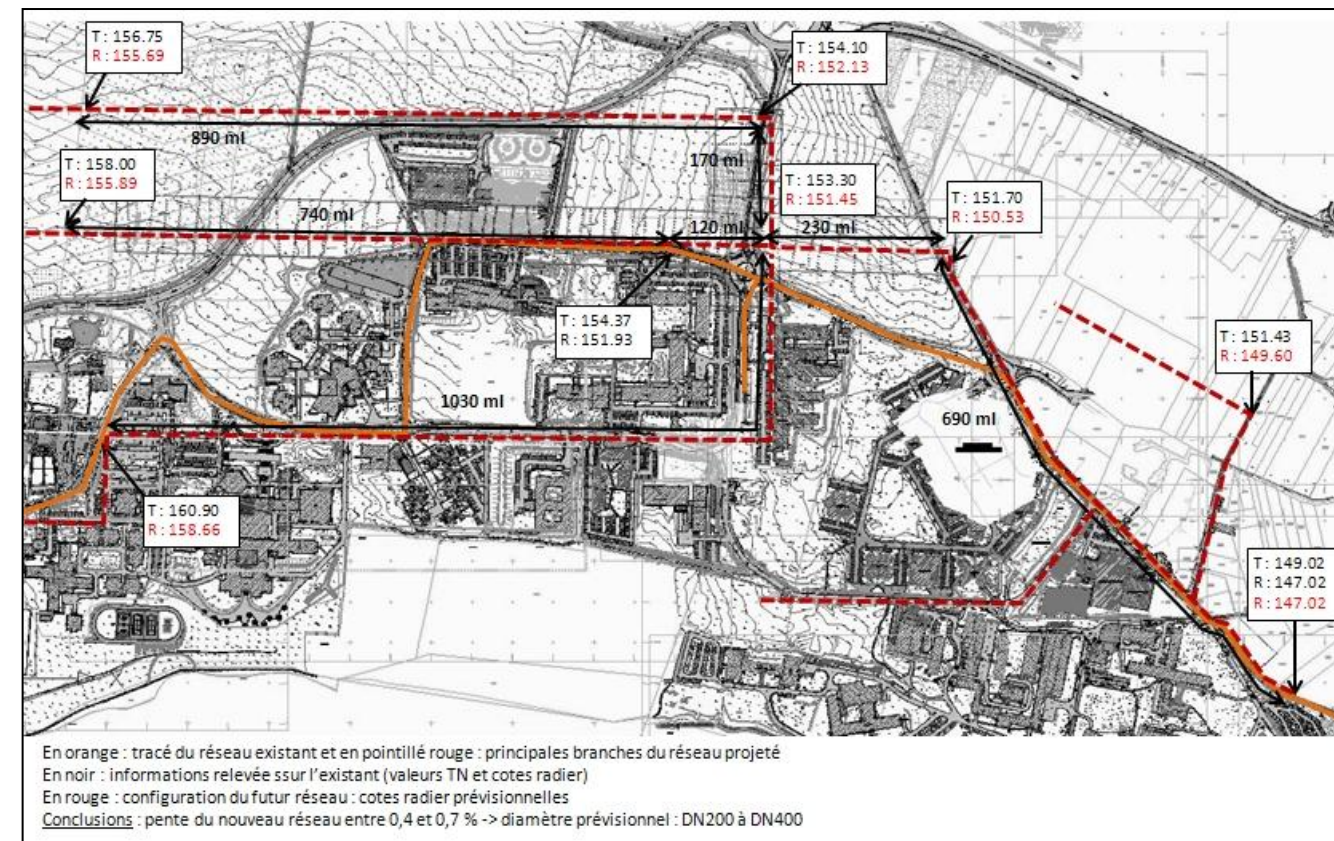 T : 156.75
R : 155.69
T : 154.10
R : 152.13
890 ml
170 ml
T : 158.00
R : 155.89
T : 153.30
R : 151.45
T : 151.70
R : 150.53
740 ml
120 ml
230 ml
T : 154.37
R : 151.93
T : 151.43
R : 149.60
1030 ml
690 ml
T : 160.90
R : 158.66
T : 149.02
R : 147.02
R : 147.02
En orange : tracé du réseau existant et en pointillé rouge : principales branches du réseau projeté
En noir : informations relevée ssur l'existant (valeurs TN et cotes radier)
En rouge : configuration du futur réseau : cotes radier prévisionnelles
Conclusions : pente du nouveau réseau entre 0,4 et 0,7 % -> diamètre prévisionnel : DN200 à DN400